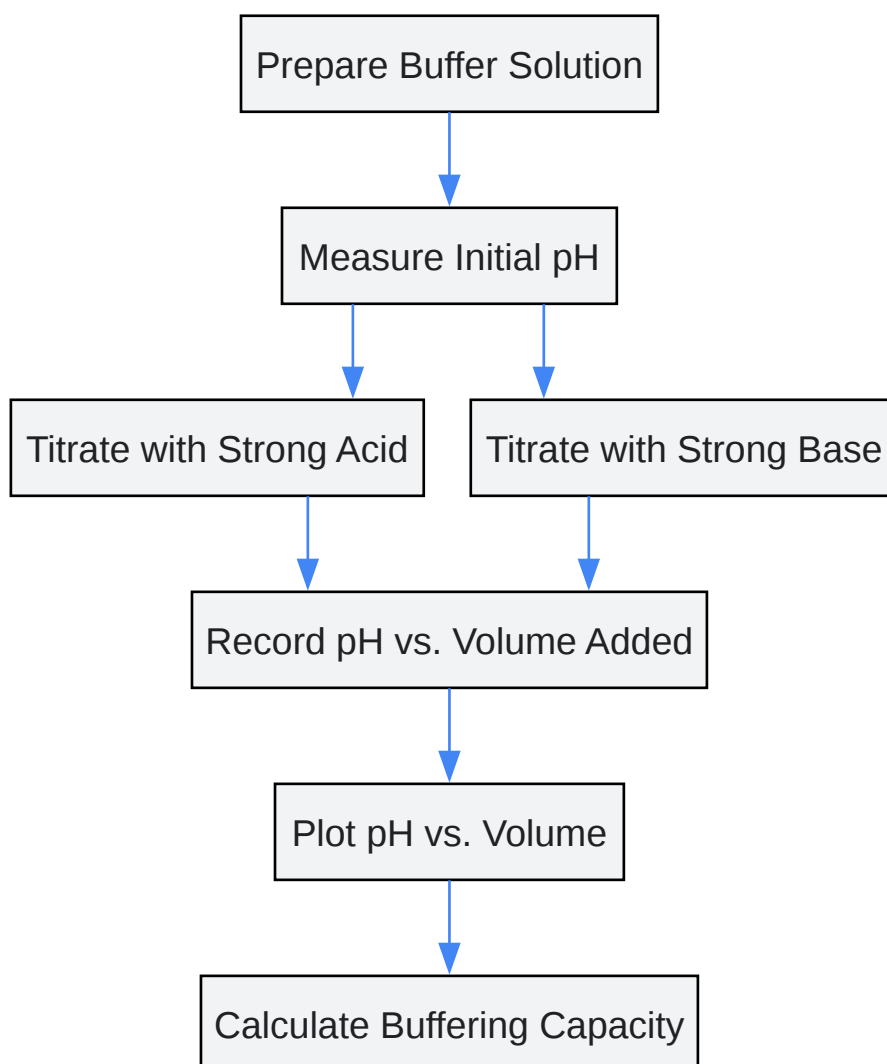 Prepare Buffer Solution
Measure Initial pH
Titrate with Strong Acid
Titrate with Strong Base
Record pH vs. Volume Added
Plot pH vs. Volume
Calculate Buffering Capacity